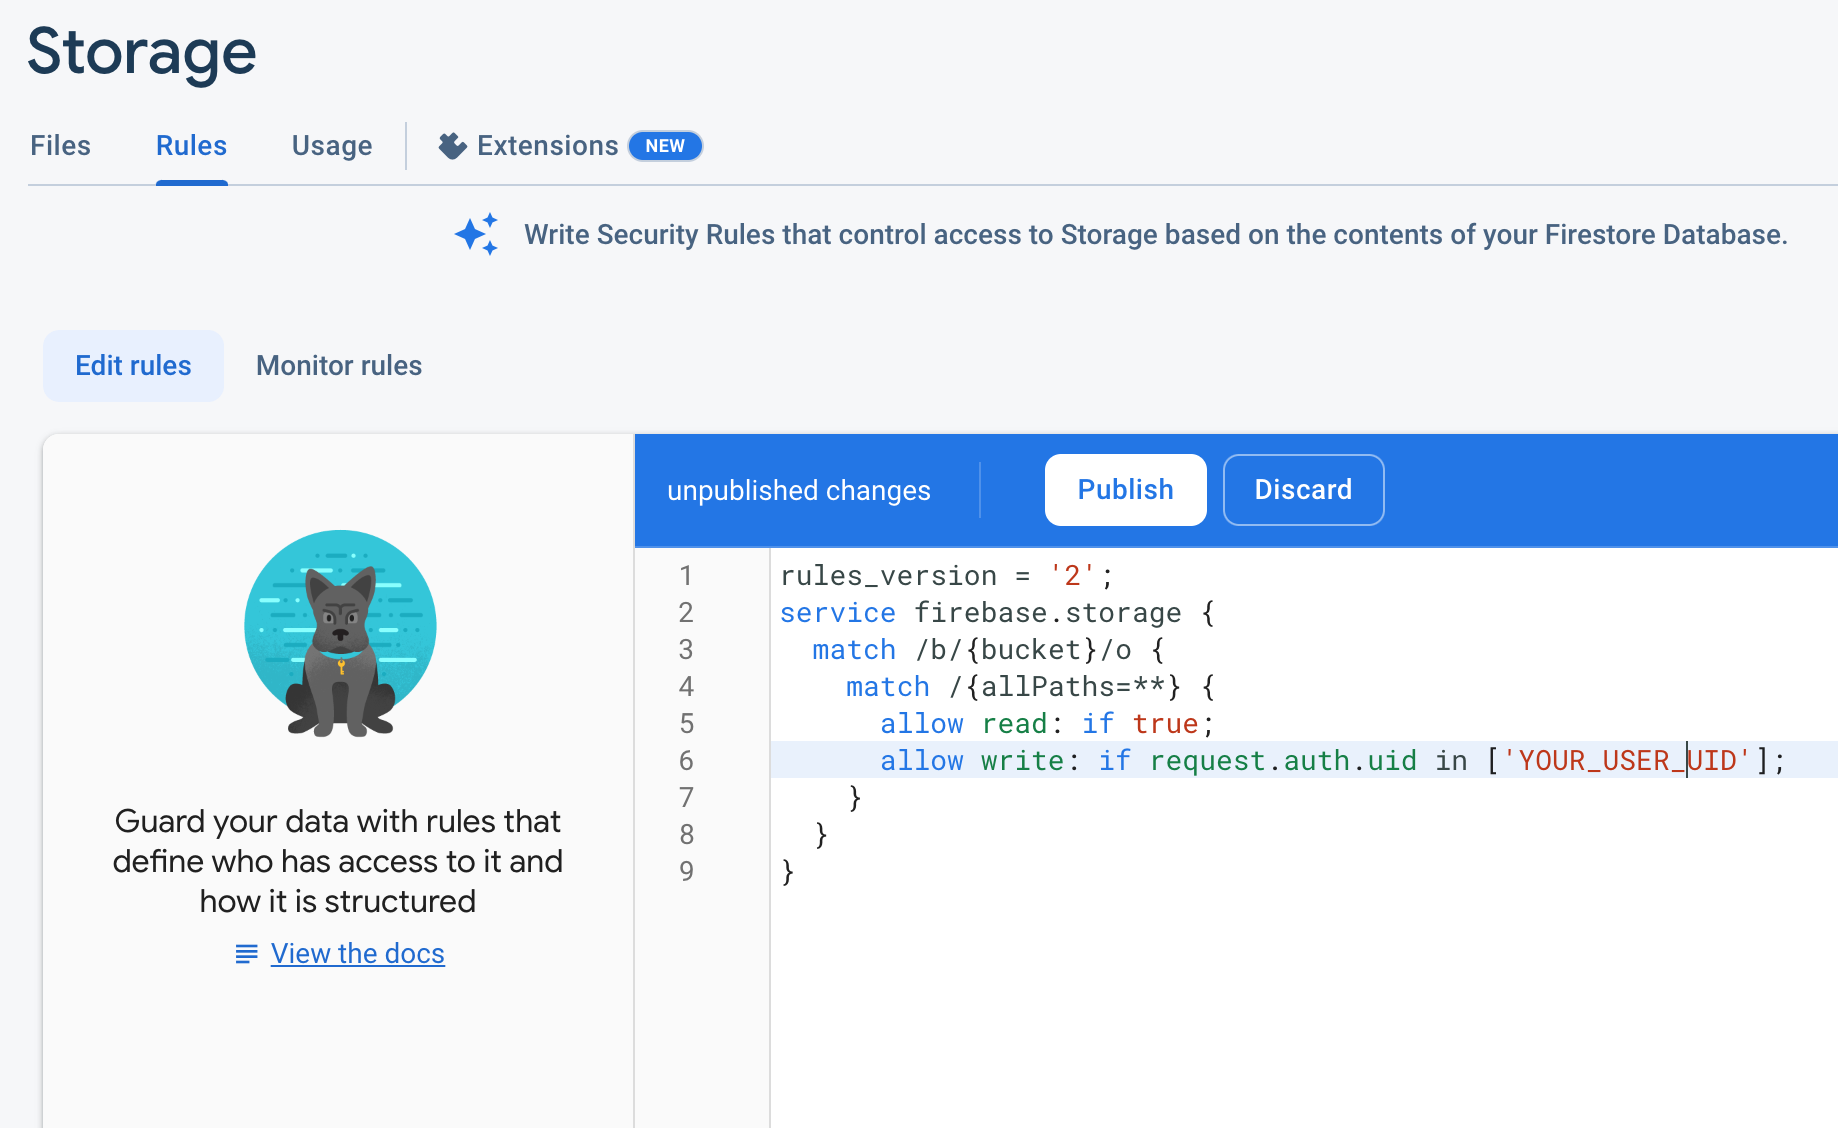 Storage
Files
Rules
Usage
Extensions
NEW
Write Security Rules that control access to Storage based on the contents of your Firestore Database.
Edit rules
Monitor rules
Guard your data with rules that
define who has access to it and
how it is structured
View the docs
unpublished changes
Publish
Discard
1 rules_version = '2';
2 service firebase.storage {
3   match /b/{bucket}/o {
4     match /{allPaths=**} {
5       allow read: if true;
6       allow write: if request.auth.uid in ['YOUR_USER_UID'];
7     }
8   }
9 }